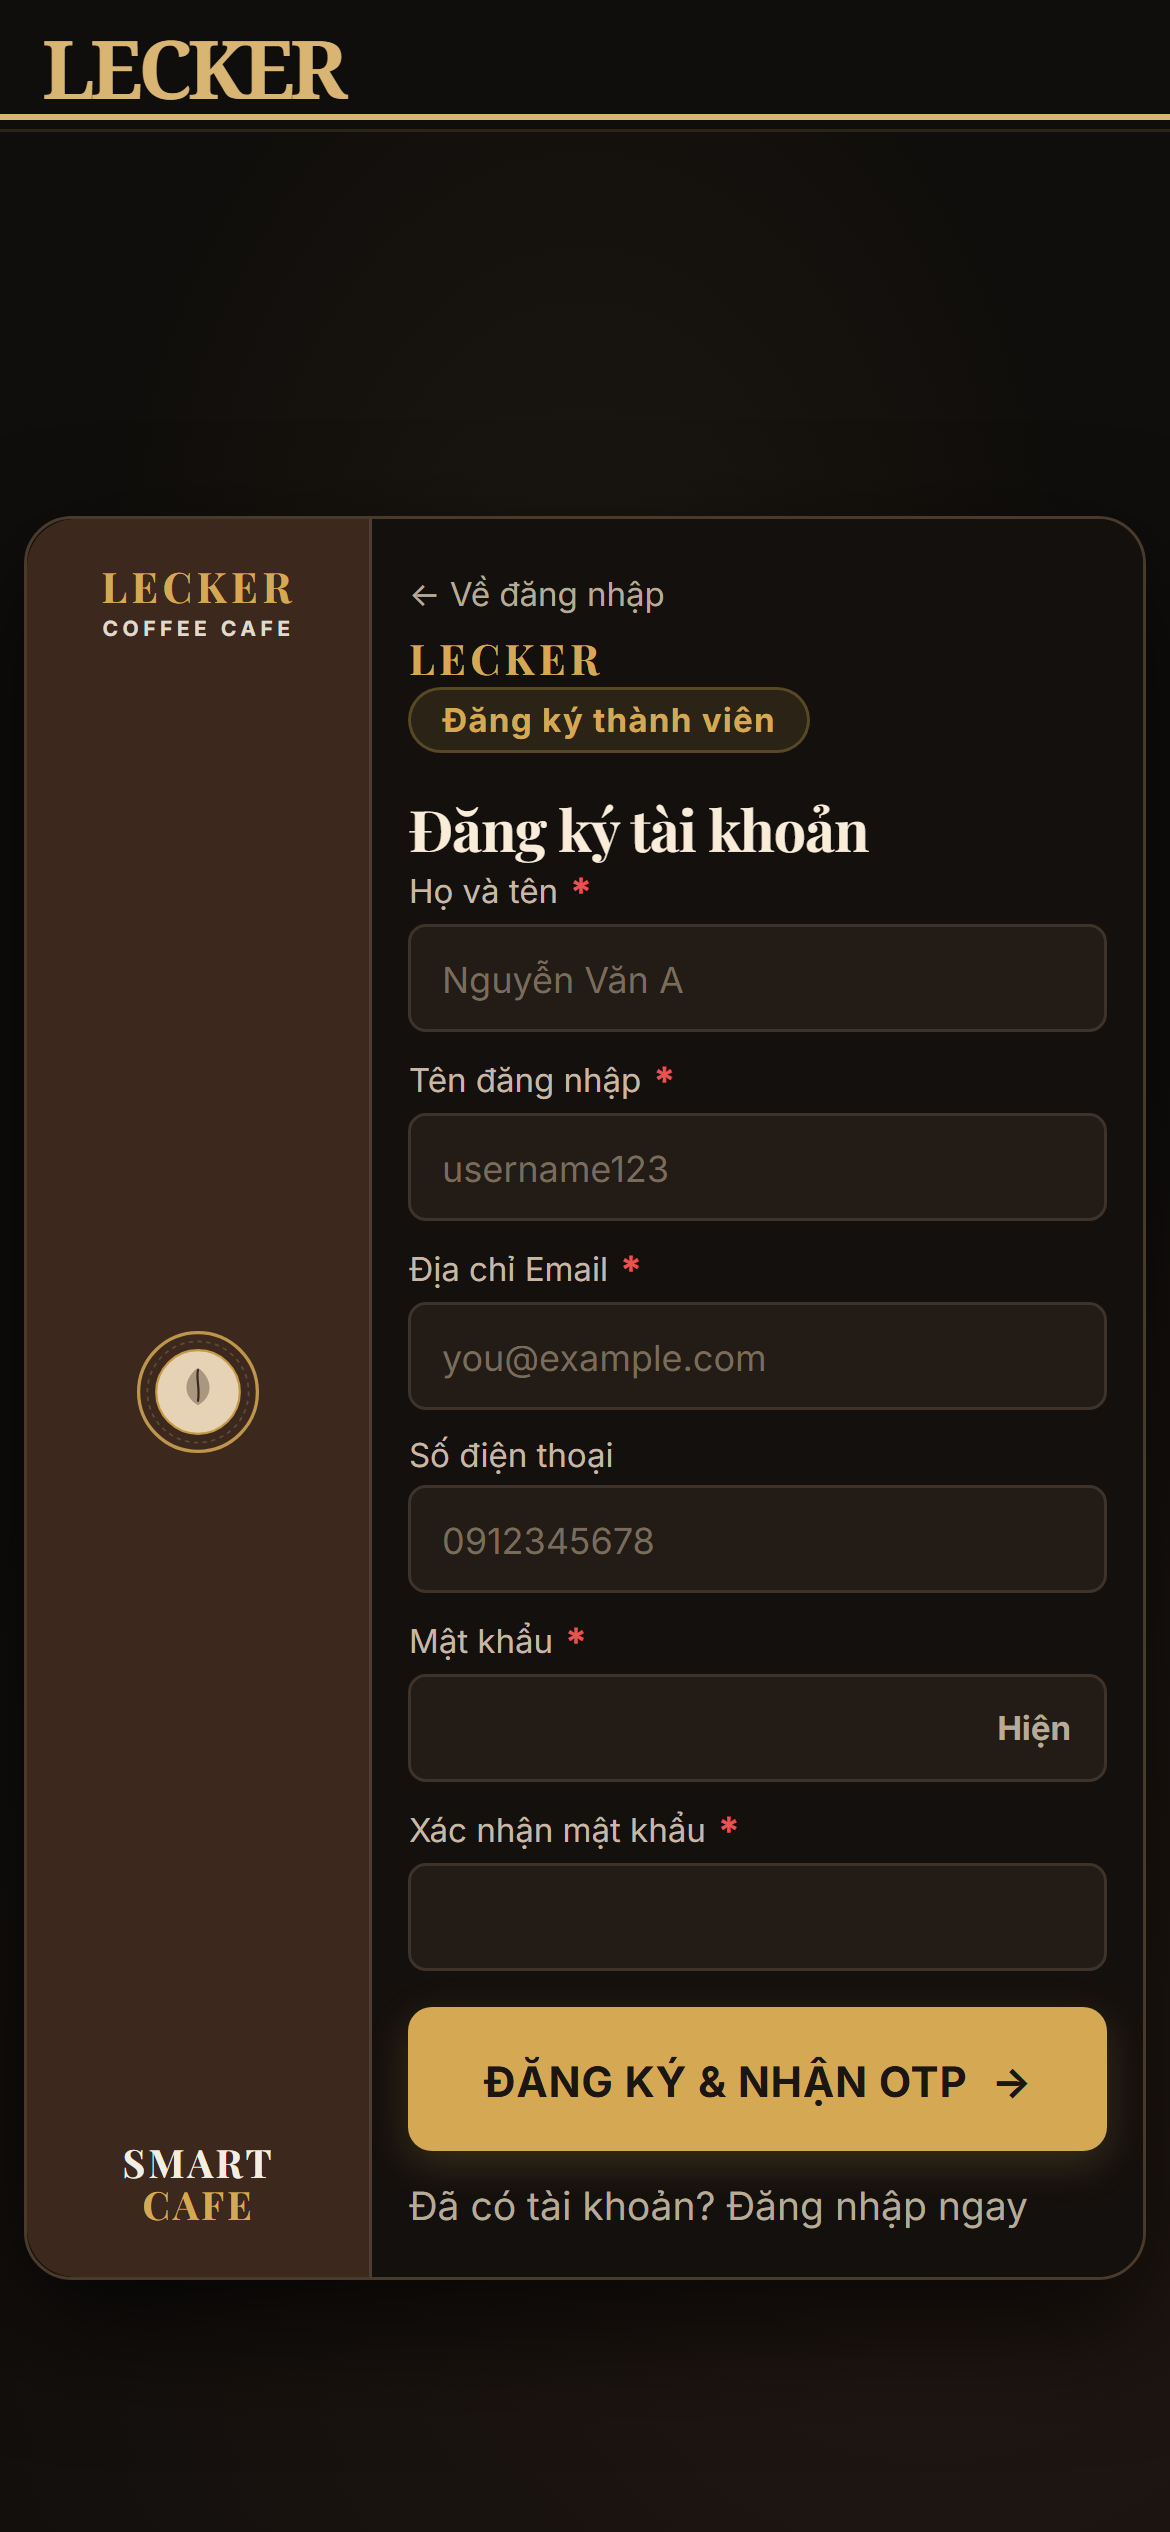 LECKER
LECKER
COFFEE CAFE
SMART
CAFE
← Về đăng nhập
LECKER
Đăng ký thành viên
Đăng ký tài khoản
Họ và tên *
Nguyễn Văn A
Tên đăng nhập *
username123
Địa chỉ Email *
you@example.com
Số điện thoại
0912345678
Mật khẩu *
Hiện
Xác nhận mật khẩu *
ĐĂNG KÝ & NHẬN OTP →
Đã có tài khoản? Đăng nhập ngay